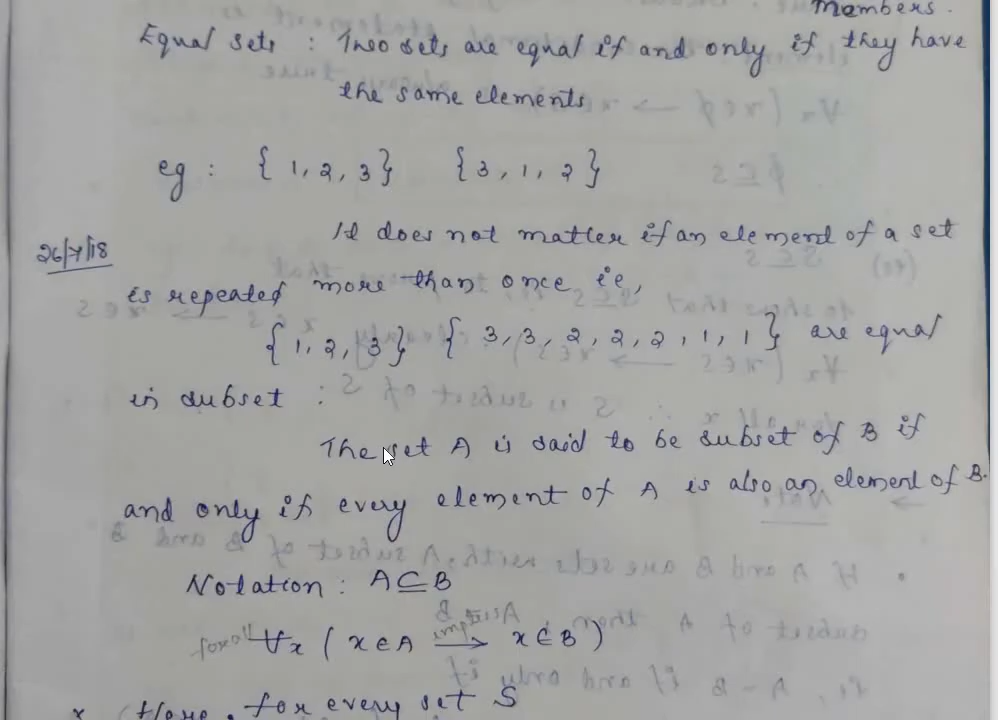 members.
Equal sets : Two sets are equal if and only if they have
the same elements
eg : { 1, 2, 3} {3, 1, 2}
26/7/18
It does not matter if an element of a set
is repeated more than once ie,
{1, 2, 3} { 3, 3, 2, 2, 2, 1, 1} are equal
in subset :
The set A is said to be subset of B if
and only if every element of A is also an element of B.
Notation : A ⊆ B
for all ∀x ( x ∈ A implies → x ∈ B )
for every set S